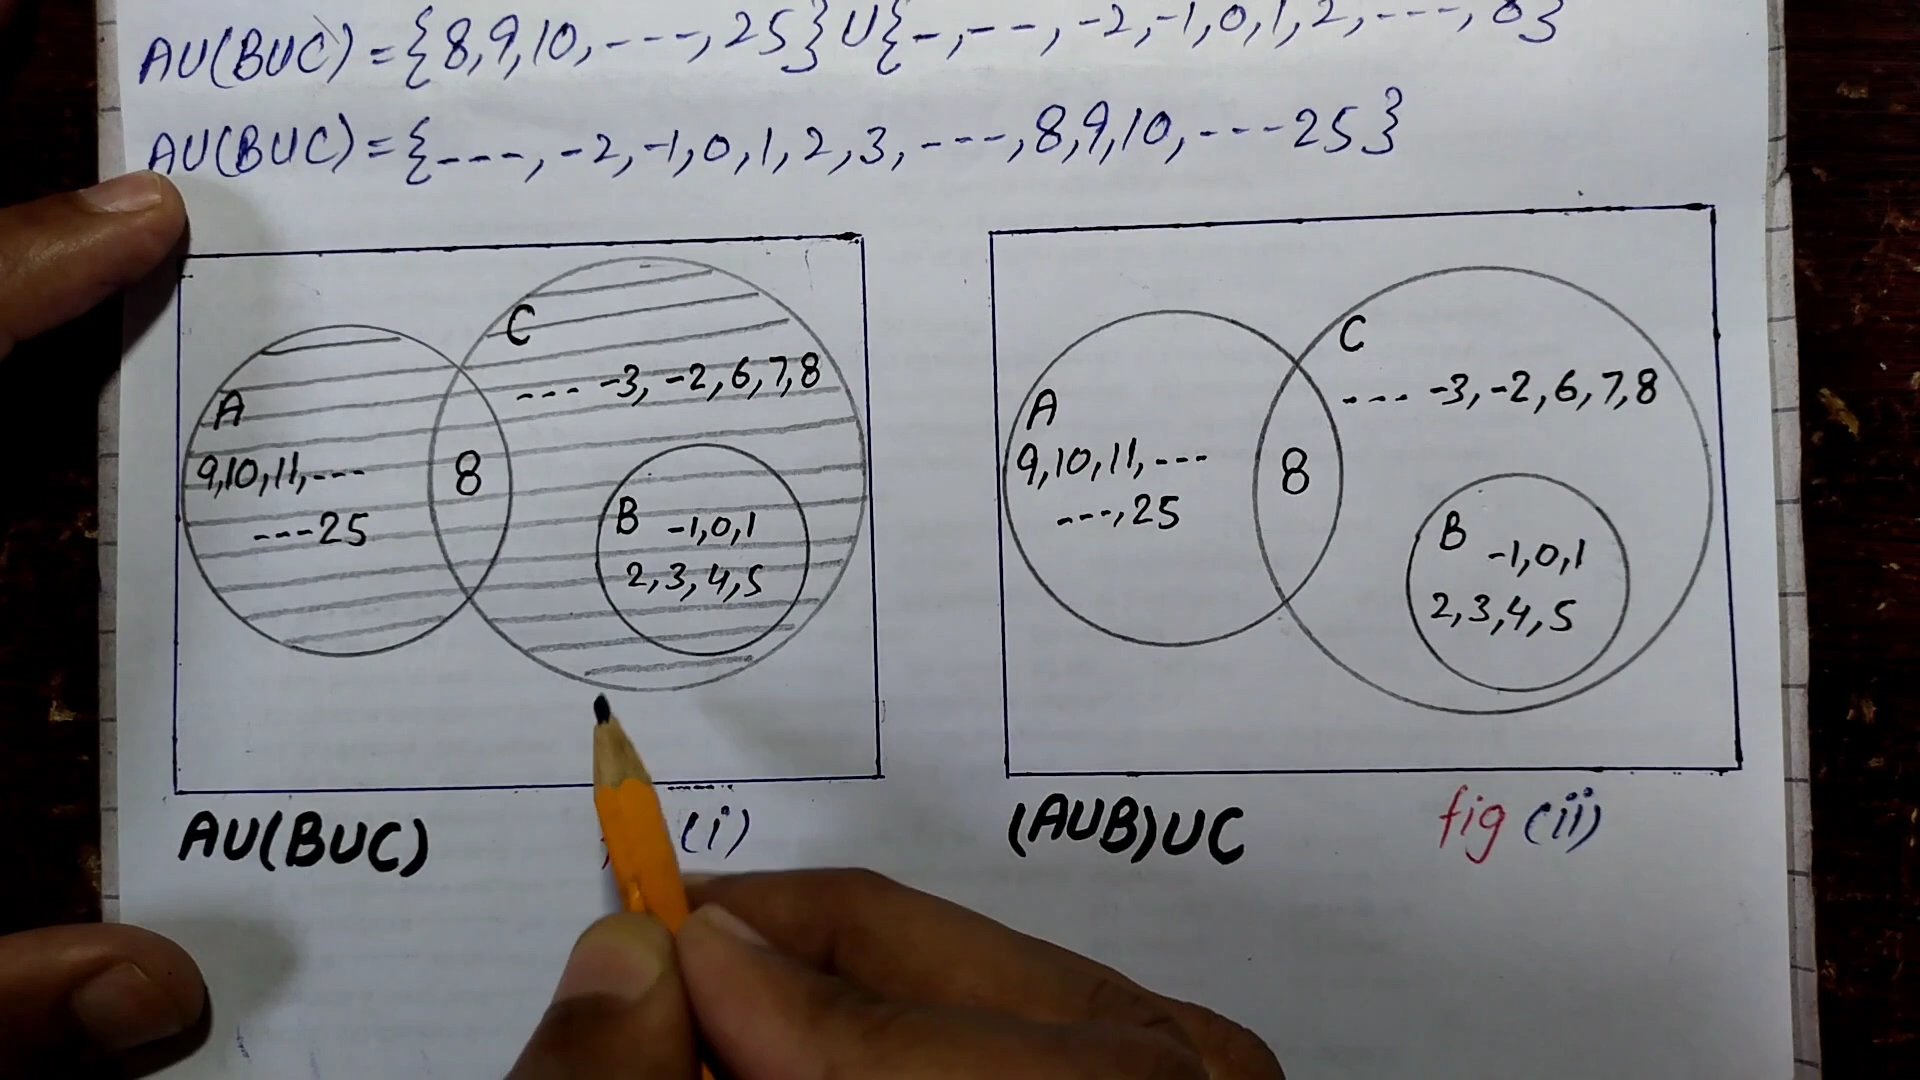 AU(BUC) = {8,9,10,----,25}U{-,--,-2,-1,0,1,2,---,8}
AU(BUC) = {----,-2,-1,0,1,2,3,----,8,9,10,----25}
C
---- -3, -2,6,7,8
A
9,10,11,---
8
---25
B -1,0,1
2,3,4,5
AU(BUC)
(i)
C
---- -3,-2,6,7,8
A
9,10,11,---
8
---,25
B -1,0,1
2,3,4,5
(AUB)UC
fig (ii)